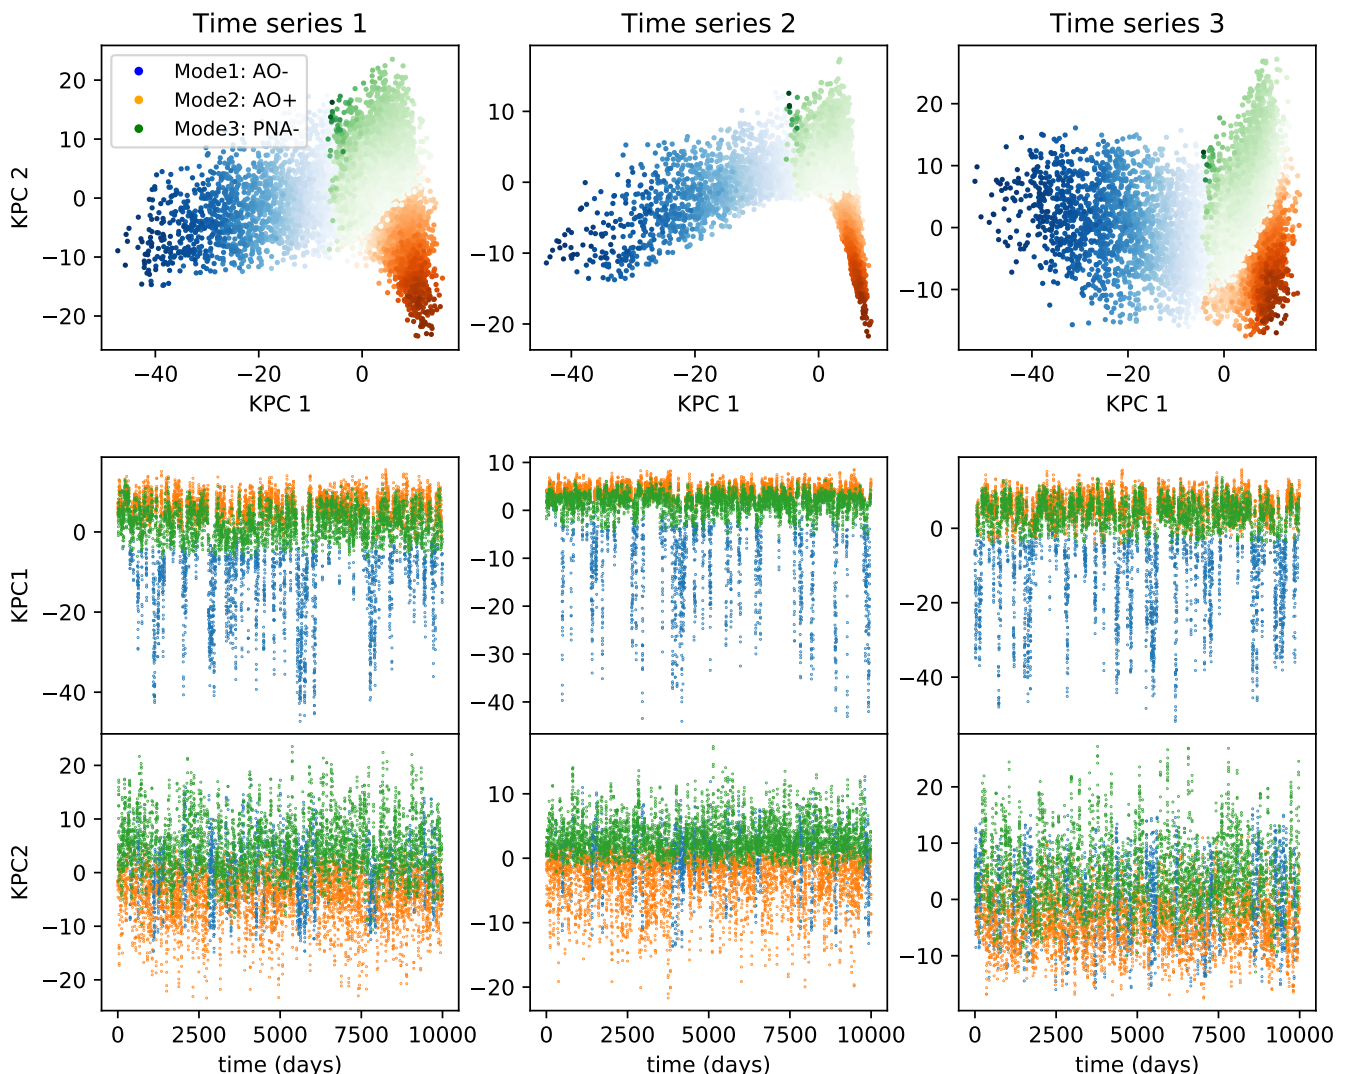 Time series 1
Time series 2
Time series 3
Mode1: AO-
Mode2: AO+
Mode3: PNA-
KPC 2
20
10
0
−10
−20
10
0
−10
−20
20
10
0
−10
−40
−20
0
−40
−20
0
−40
−20
0
KPC 1
KPC 1
KPC 1
KPC1
0
−20
−40
10
0
−10
−20
−30
−40
0
−20
−40
KPC2
20
10
0
−10
−20
10
0
−10
−20
20
10
0
−10
0 2500 5000 7500 10000
0 2500 5000 7500 10000
0 2500 5000 7500 10000
time (days)
time (days)
time (days)